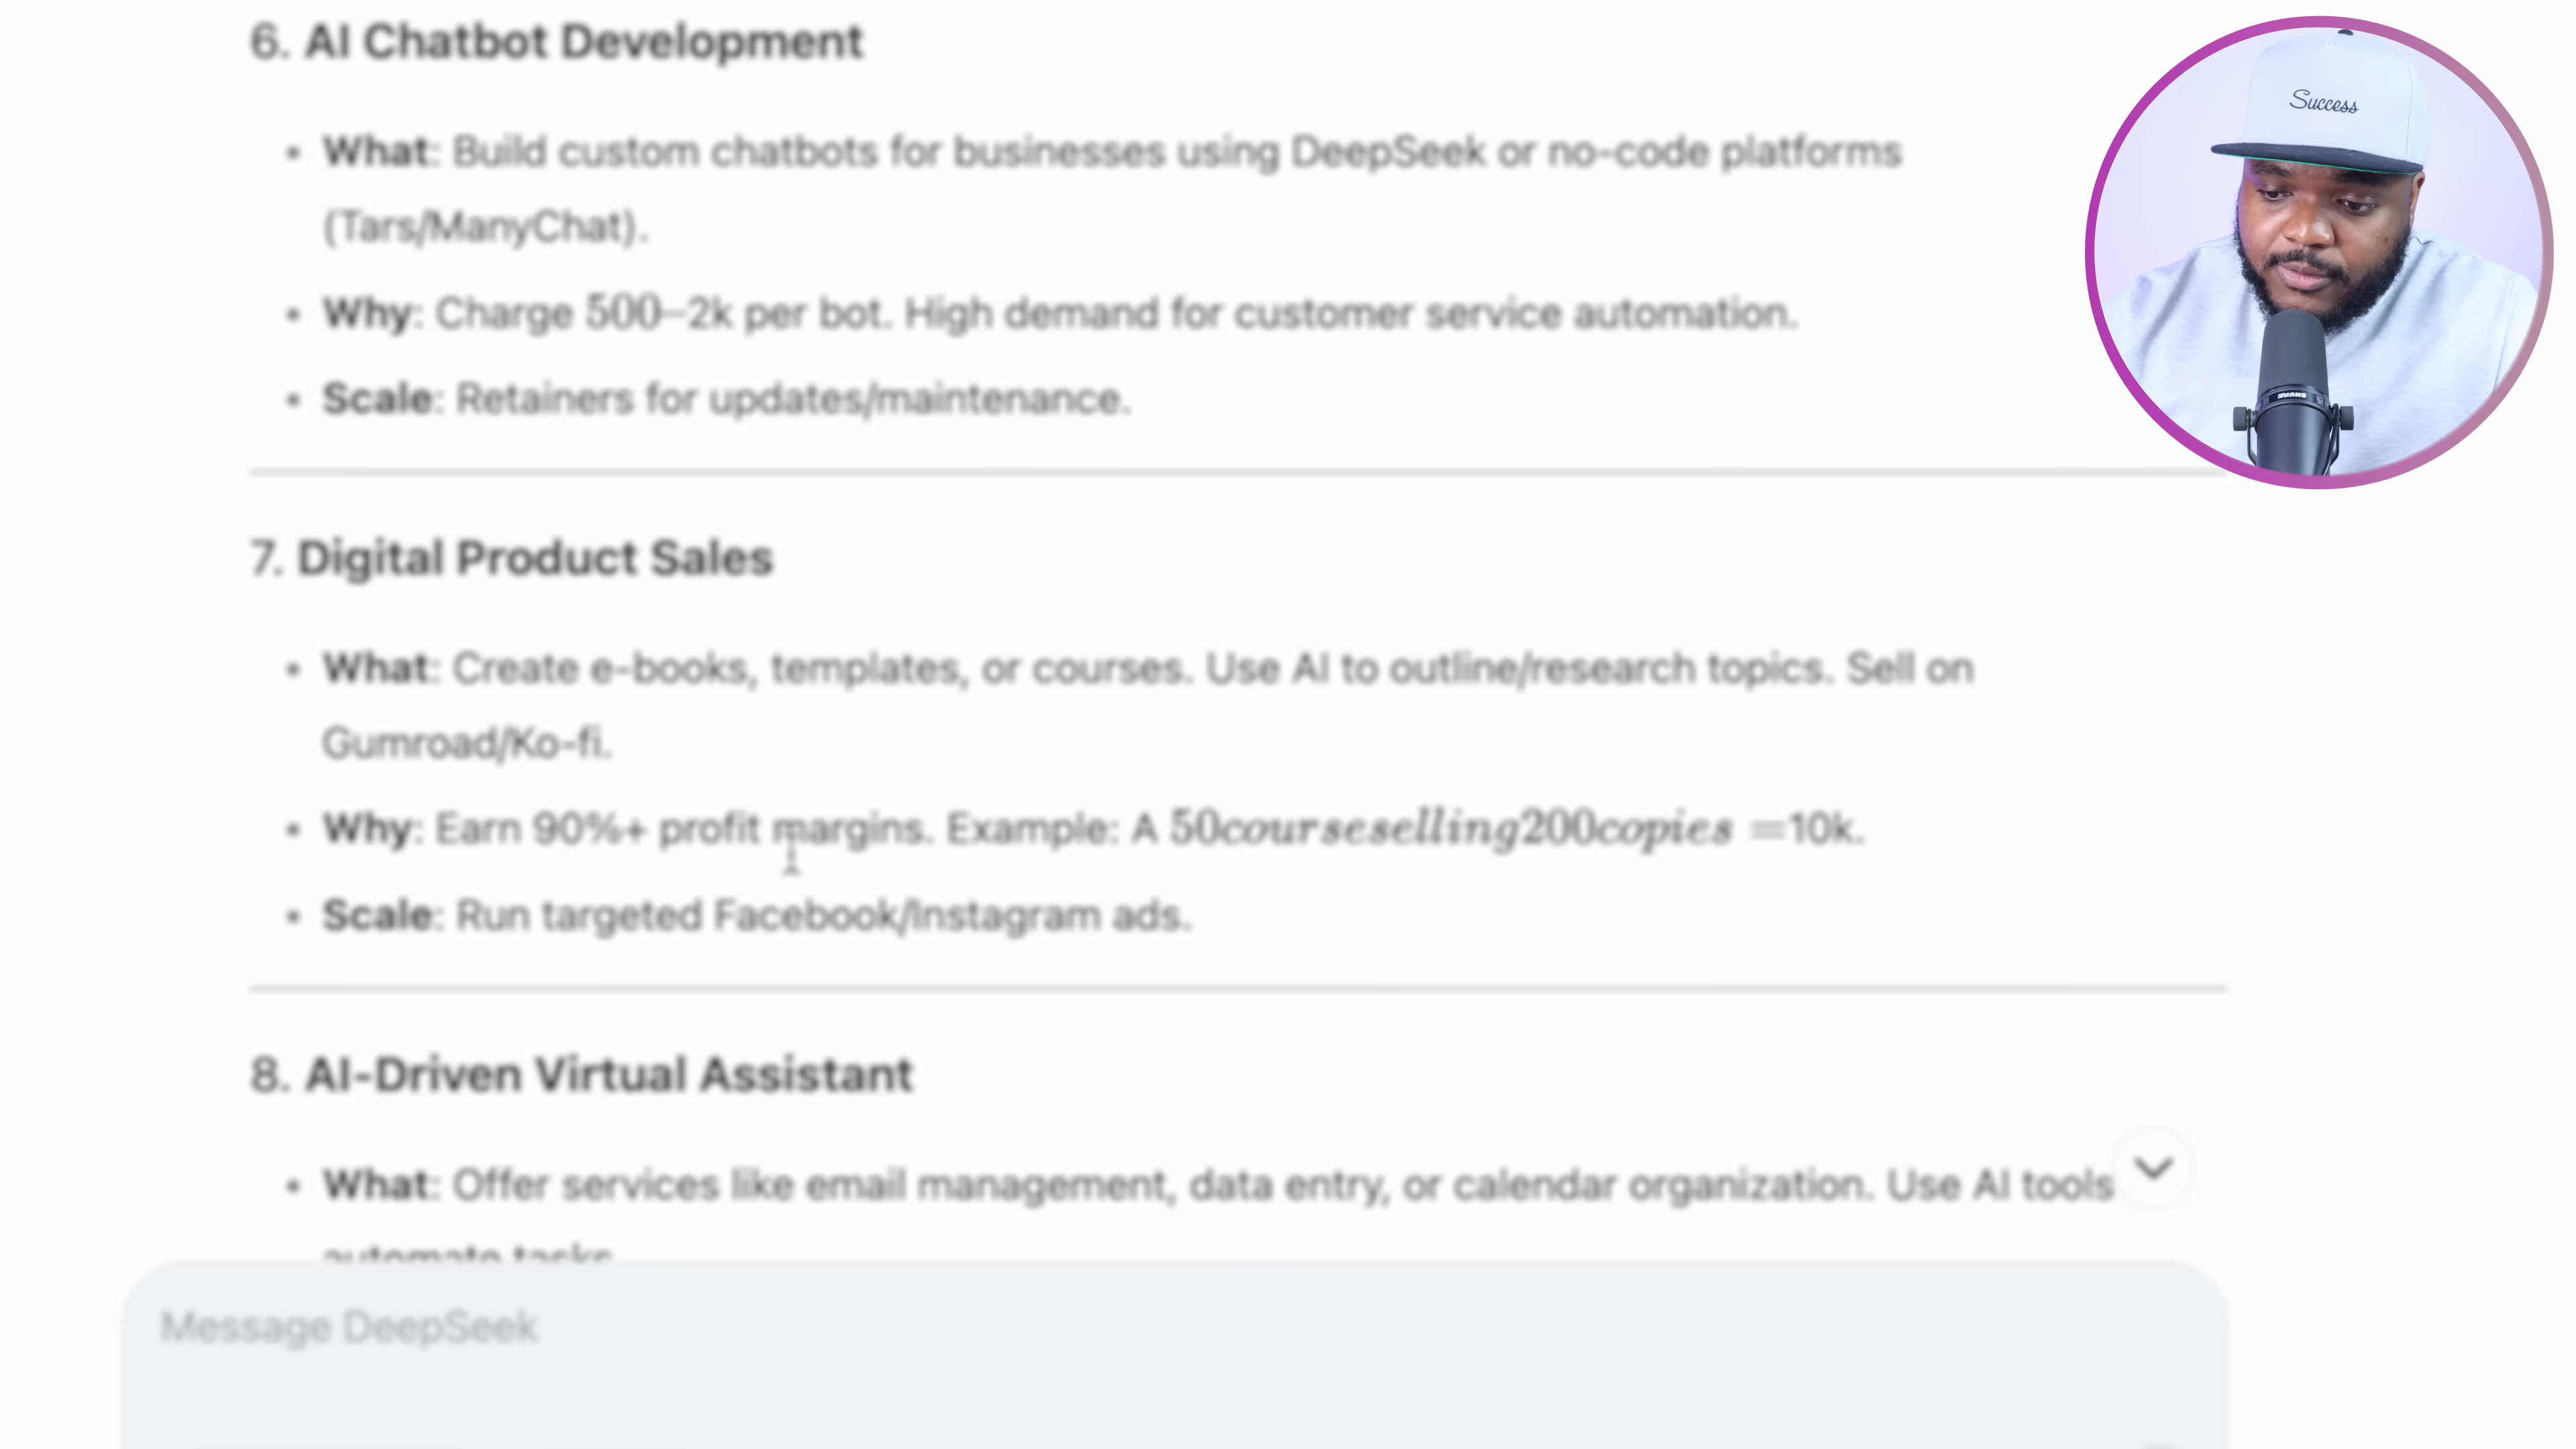 6. AI Chatbot Development
• What: Build custom chatbots for businesses using DeepSeek or no-code platforms
(Tars/ManyChat).
• Why: Charge 500–2k per bot. High demand for customer service automation.
• Scale: Retainers for updates/maintenance.
7. Digital Product Sales
• What: Create e-books, templates, or courses. Use AI to outline/research topics. Sell on
Gumroad/Ko-fi.
• Why: Earn 90%+ profit margins. Example: A 50courseselling200copies =10k.
• Scale: Run targeted Facebook/Instagram ads.
8. AI-Driven Virtual Assistant
• What: Offer services like email management, data entry, or calendar organization. Use AI tools
automate tasks
Message DeepSeek
Success
SHURE